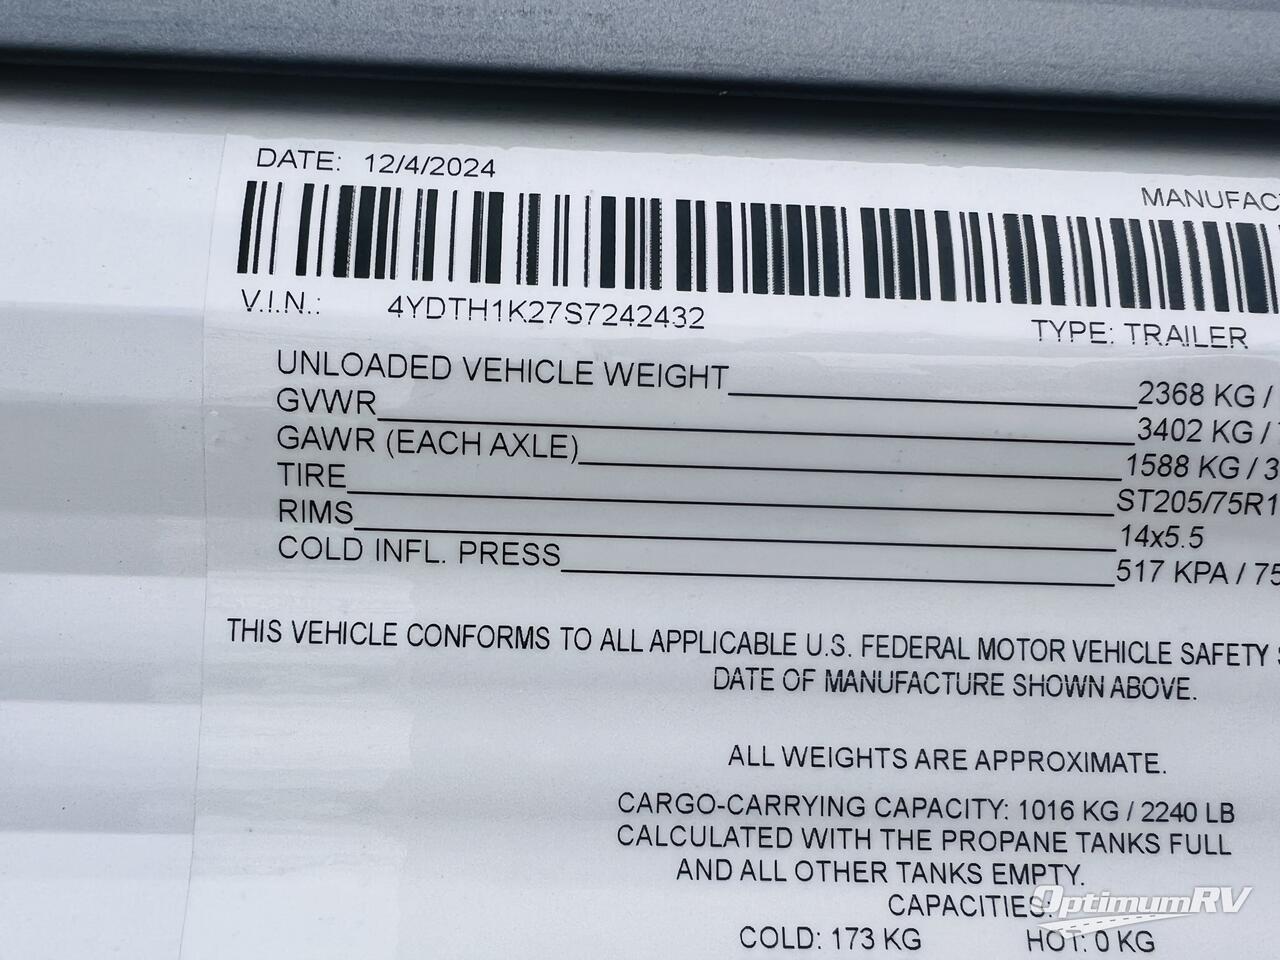 DATE: 12/4/2024
MANUFAC
V.I.N.: 4YDTH1K27S7242432
TYPE: TRAILER
UNLOADED VEHICLE WEIGHT 2368 KG /
GVWR 3402 KG /
GAWR (EACH AXLE) 1588 KG / 3
TIRE ST205/75R1
RIMS 14x5.5
COLD INFL. PRESS 517 KPA / 75
THIS VEHICLE CONFORMS TO ALL APPLICABLE U.S. FEDERAL MOTOR VEHICLE SAFETY
DATE OF MANUFACTURE SHOWN ABOVE.
ALL WEIGHTS ARE APPROXIMATE.
CARGO-CARRYING CAPACITY: 1016 KG / 2240 LB
CALCULATED WITH THE PROPANE TANKS FULL
AND ALL OTHER TANKS EMPTY.
CAPACITIES:
OptimumRV
COLD: 173 KG HOT: 0 KG